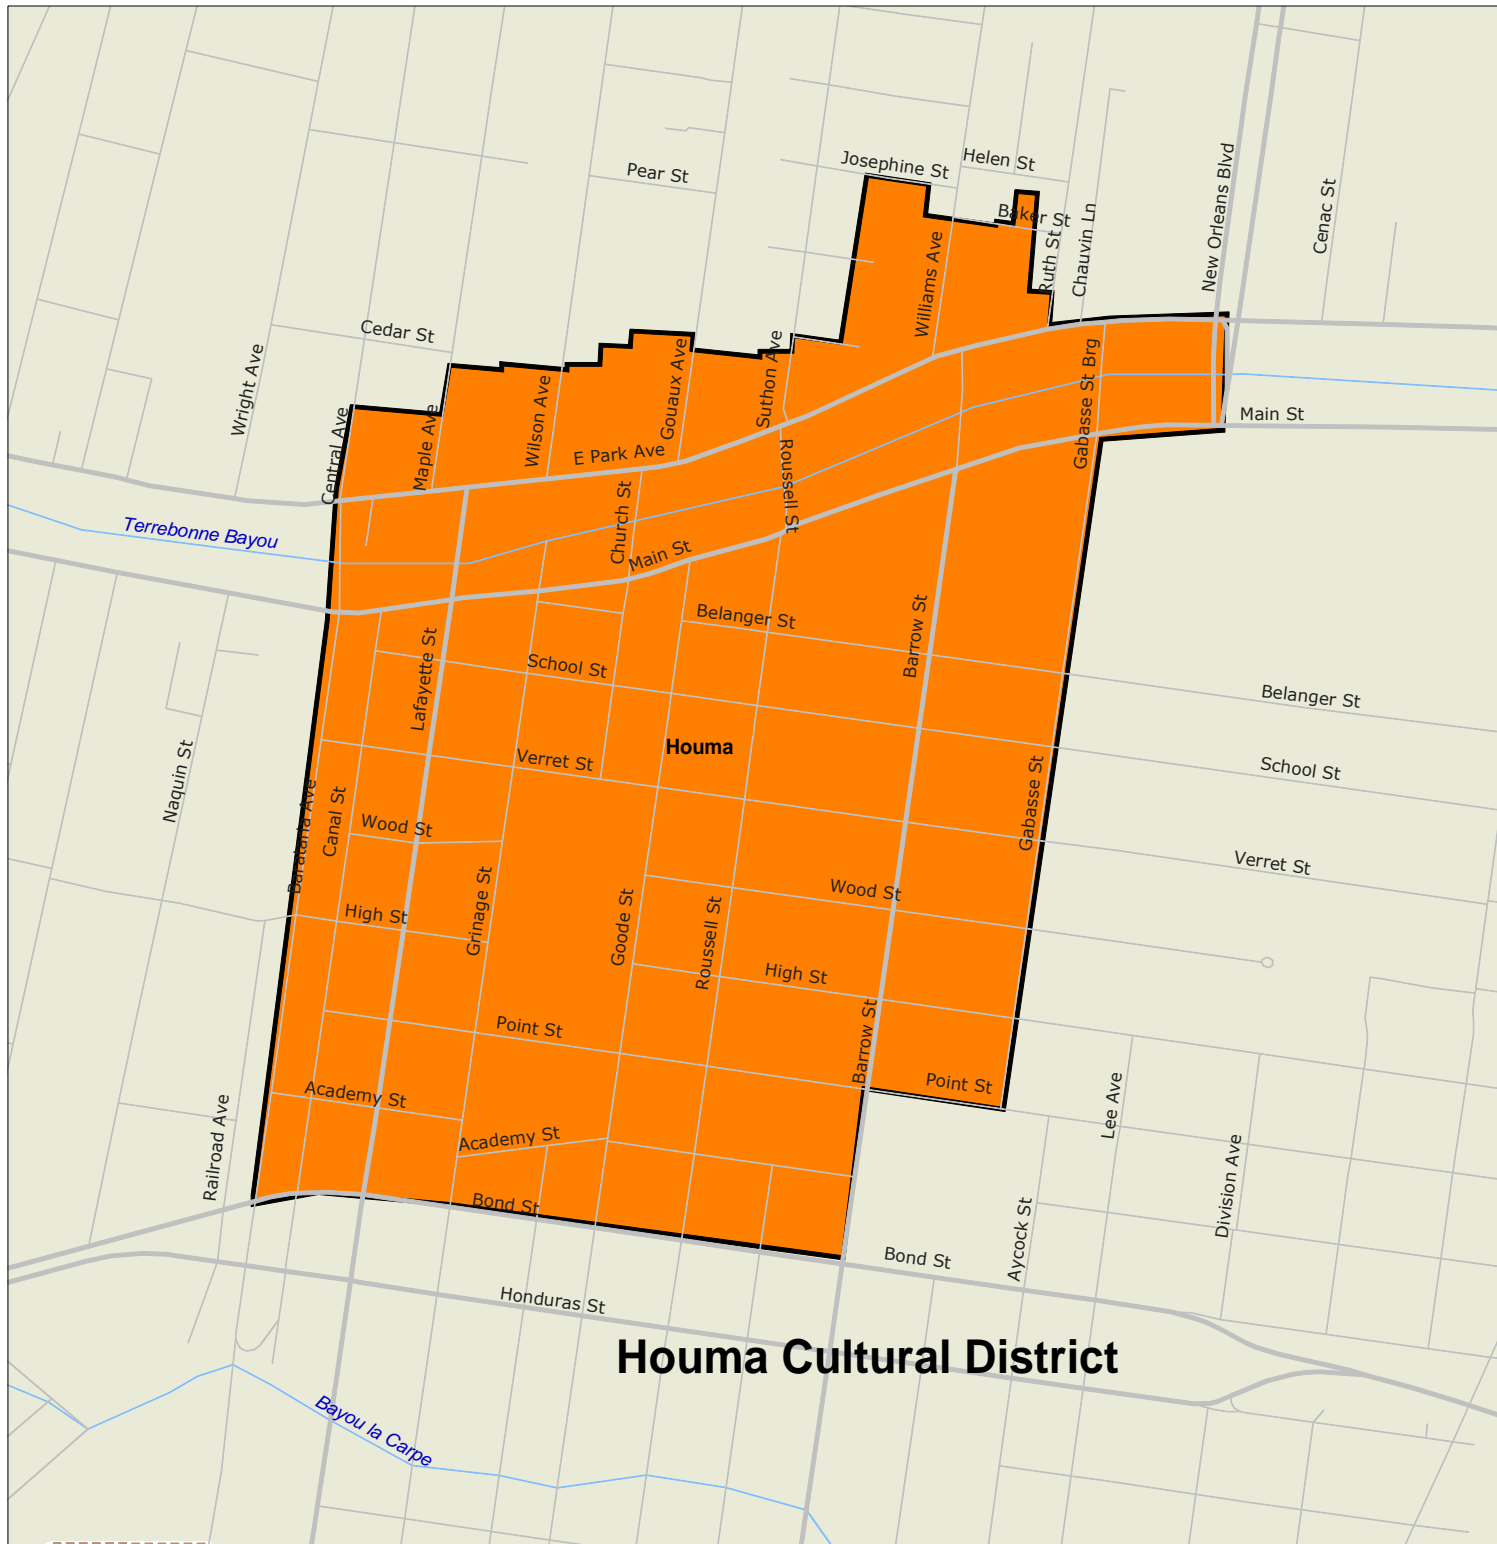 Josephine St
Helen St
Pear St
Baker St
New Orleans Blvd
Cenac St
Chauvin Ln
Ruth St
Williams Ave
Cedar St
Wright Ave
Central Ave
Maple Ave
Wilson Ave
Gouaux Ave
Suthon Ave
Gabasse St Brg
Main St
E Park Ave
Roussell St
Church St
Terrebonne Bayou
Main St
Belanger St
Barrow St
Lafayette St
School St
Belanger St
Houma
Verret St
School St
Naquin St
Barataria Ave
Canal St
Wood St
Gabasse St
Verret St
Grinage St
Goode St
Wood St
High St
Roussell St
High St
Point St
Barrow St
Point St
Academy St
Lee Ave
Railroad Ave
Academy St
Division Ave
Bond St
Aycock St
Bond St
Honduras St
Houma Cultural District
Bayou la Carpe